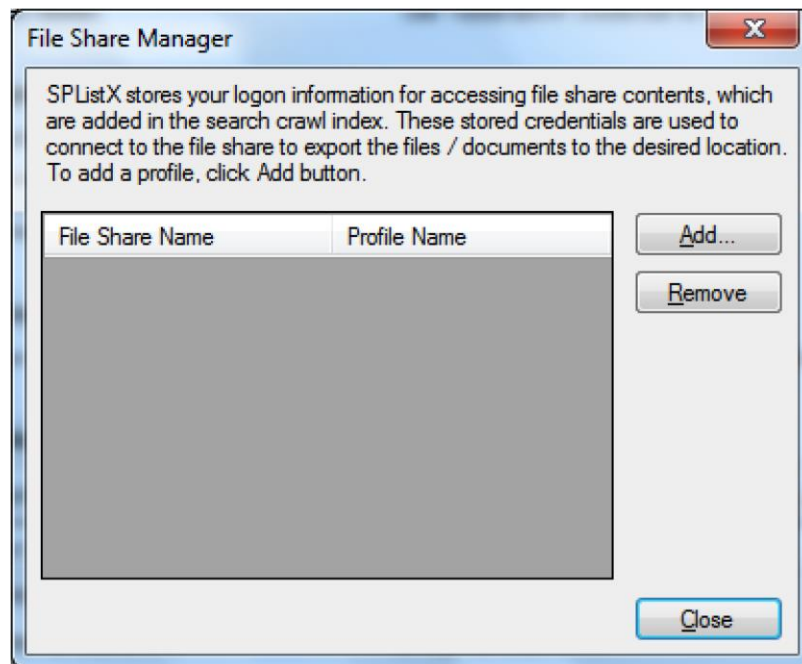 File Share Manager
SPListX stores your logon information for accessing file share contents, which
are added in the search crawl index. These stored credentials are used to
connect to the file share to export the files / documents to the desired location.
To add a profile, click Add button.
File Share Name Profile Name
Add...
Remove
Close